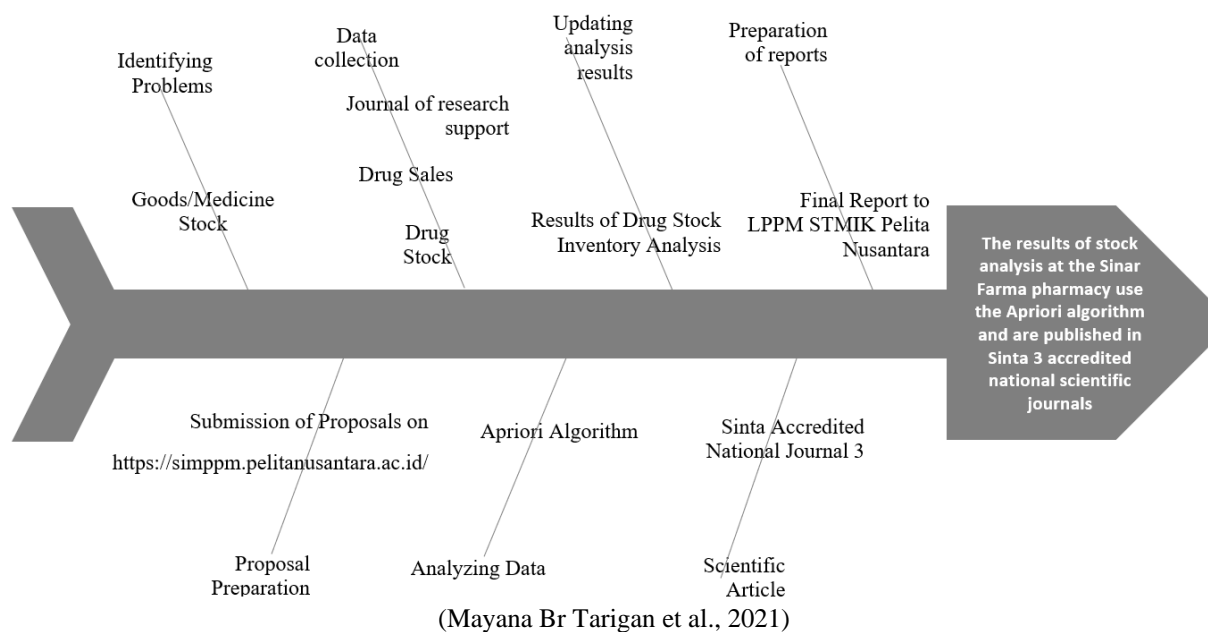 Identifying
Problems
Goods/Medicine
Stock
Data
collection
Journal of research
support
Drug Sales
Drug
Stock
Updating
analysis
results
Results of Drug Stock
Inventory Analysis
Preparation
of reports
Final Report to
LPPM STMIK Pelita
Nusantara
The results of stock
analysis at the Sinar
Farma pharmacy use
the Apriori algorithm
and are published in
Sinta 3 accredited
national scientific
journals
Submission of Proposals on
https://simppm.pelitanusantara.ac.id/
Proposal
Preparation
Apriori Algorithm
Analyzing Data
Sinta Accredited
National Journal 3
Scientific
Article
(Mayana Br Tarigan et al., 2021)